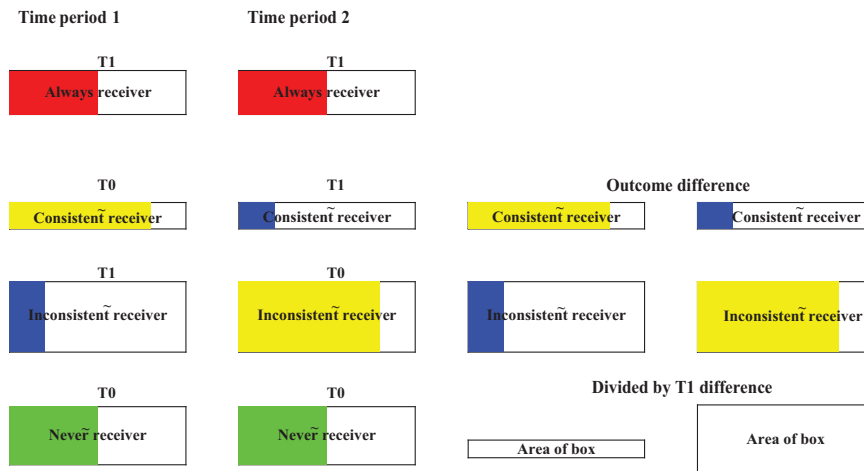 Time period 1 Time period 2
T1 T1
Always receiver Always receiver
T0 T1 Outcome difference
Consistent̃ receiver Consistent̃ receiver Consistent̃ receiver Consistent̃ receiver
T1 T0
Inconsistent̃ receiver Inconsistent̃ receiver Inconsistent̃ receiver Inconsistent̃ receiver
T0 T0 Divided by T1 difference
Never̃ receiver Never̃ receiver Area of box Area of box